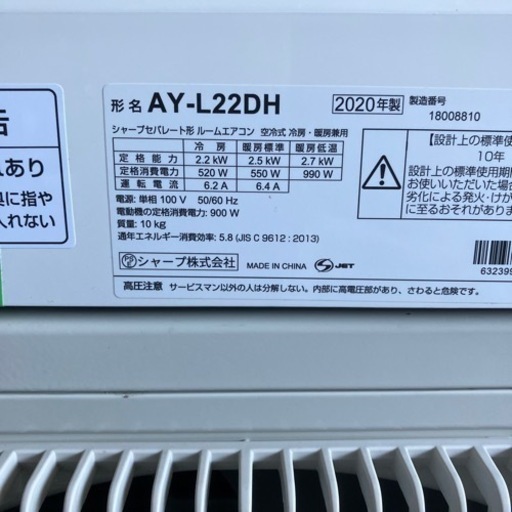 形名 AY-L22DH 2020年製 製造番号
18008810
シャープセパレート形 ルームエアコン 空冷式 冷房・暖房兼用
冷 房 暖房標準 暖房低温
定格能力 2.2 kW 2.5 kW 2.7 kW
定格消費電力 520 W 550 W 990 W
運転電流 6.2 A 6.4 A
電源: 単相 100 V 50/60 Hz
電動機の定格消費電力: 900 W
質量: 10 kg
通年エネルギー消費効率: 5.8 (JIS C 9612 : 2013)
PSE シャープ株式会社 MADE IN CHINA JET
高圧注意 サービスマン以外の人は分解しない。内部に高電圧部があり、さわると危険です。
告
あり
に指や
入れない
【設計上の標準使
10年
設計上の標準使用期
お使いいただいた場
劣化による発火・けが
に至るおそれがありま
632399